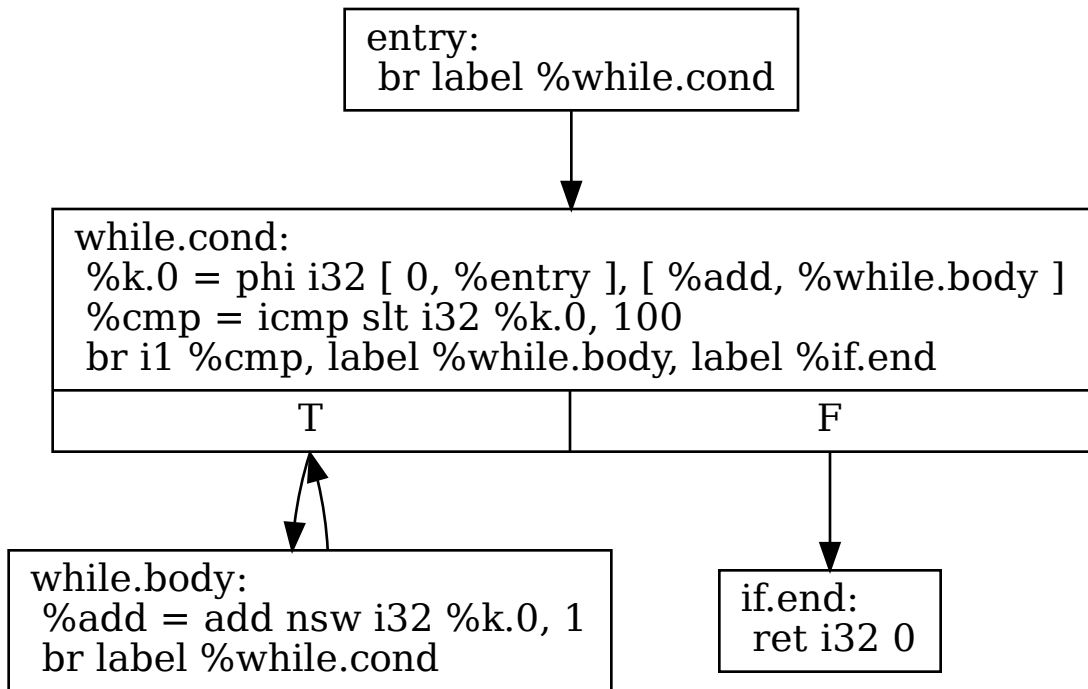 entry:
br label %while.cond
while.cond:
%k.0 = phi i32 [ 0, %entry ], [ %add, %while.body ]
%cmp = icmp slt i32 %k.0, 100
br i1 %cmp, label %while.body, label %if.end
T
F
while.body:
%add = add nsw i32 %k.0, 1
br label %while.cond
if.end:
ret i32 0